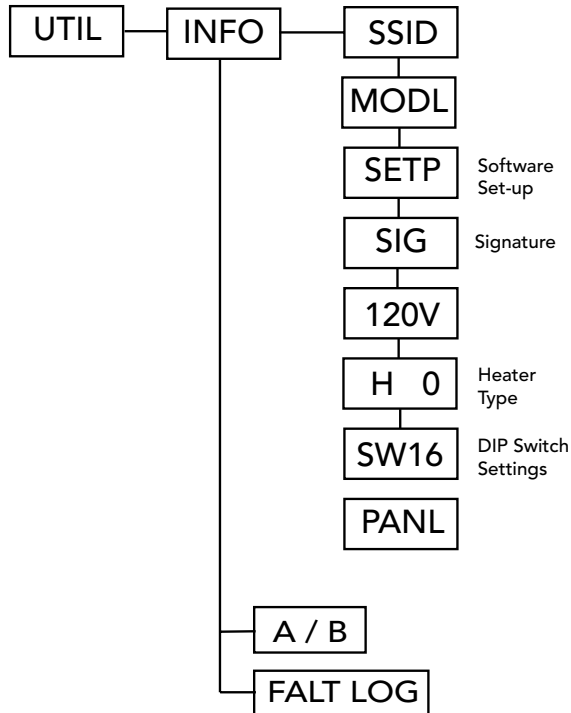 UTIL
INFO
SSID
MODL
SETP
Software
Set-up
SIG
Signature
120V
H 0
Heater
Type
SW16
DIP Switch
Settings
PANL
A / B
FALT LOG